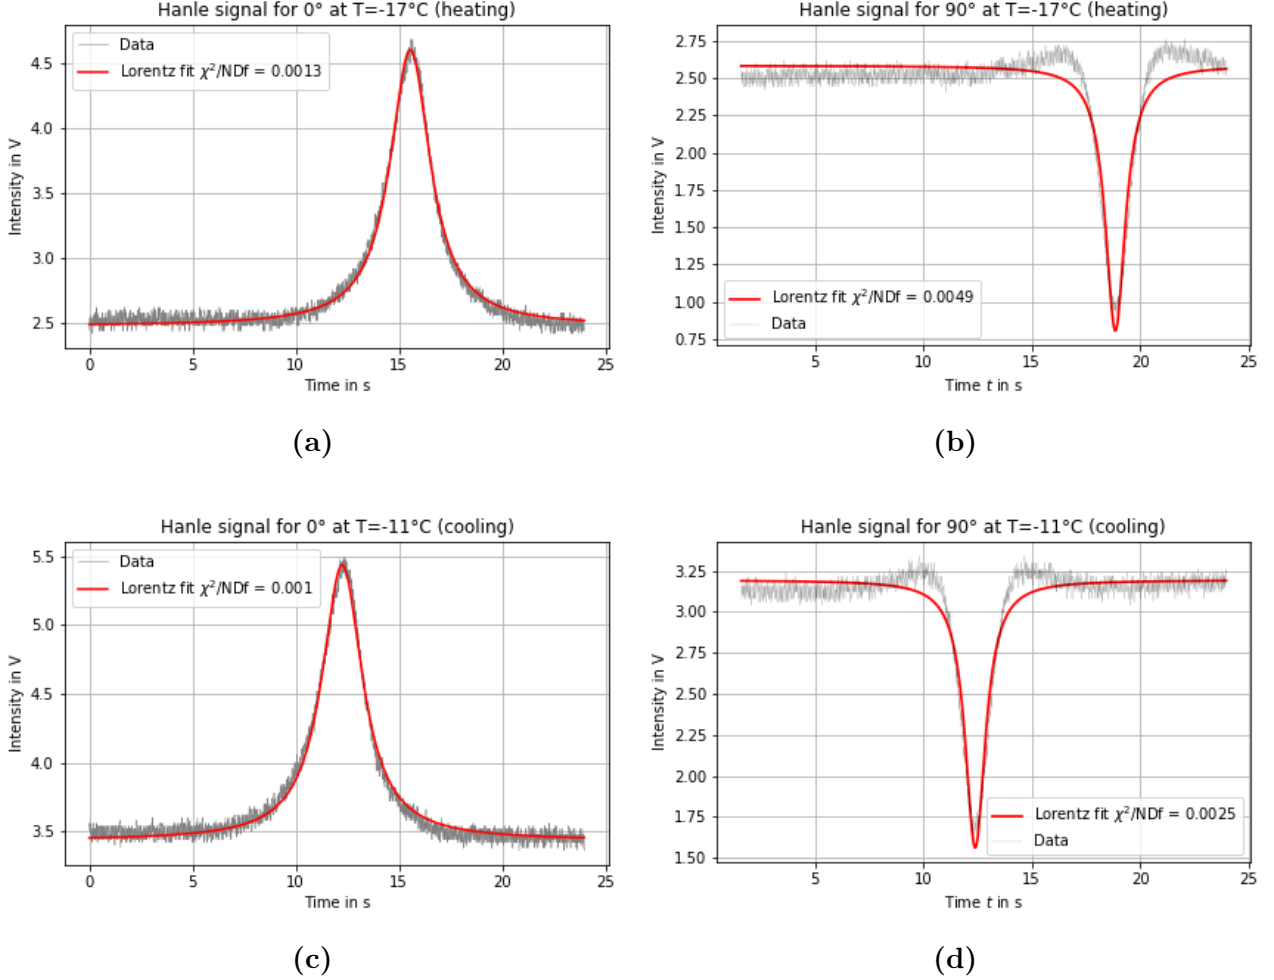 Hanle signal for 0° at T=-17°C (heating)
Data
Lorentz fit χ²/NDf = 0.0013
4.5
4.0
3.5
3.0
2.5
Intensity in V
0 5 10 15 20 25
Time in s
(a)
Hanle signal for 90° at T=-17°C (heating)
2.75
2.50
2.25
2.00
1.75
1.50
1.25
1.00
0.75
Intensity in V
Lorentz fit χ²/NDf = 0.0049
Data
5 10 15 20 25
Time t in s
(b)
Hanle signal for 0° at T=-11°C (cooling)
Data
Lorentz fit χ²/NDf = 0.001
5.5
5.0
4.5
4.0
3.5
Intensity in V
0 5 10 15 20 25
Time in s
(c)
Hanle signal for 90° at T=-11°C (cooling)
3.25
3.00
2.75
2.50
2.25
2.00
1.75
1.50
Intensity in V
Lorentz fit χ²/NDf = 0.0025
Data
5 10 15 20 25
Time t in s
(d)